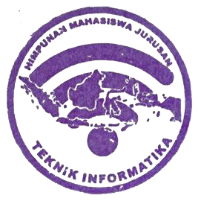 HIMPUNAN MAHASISWA JURUSAN
TEKNiK INFORMATIKA